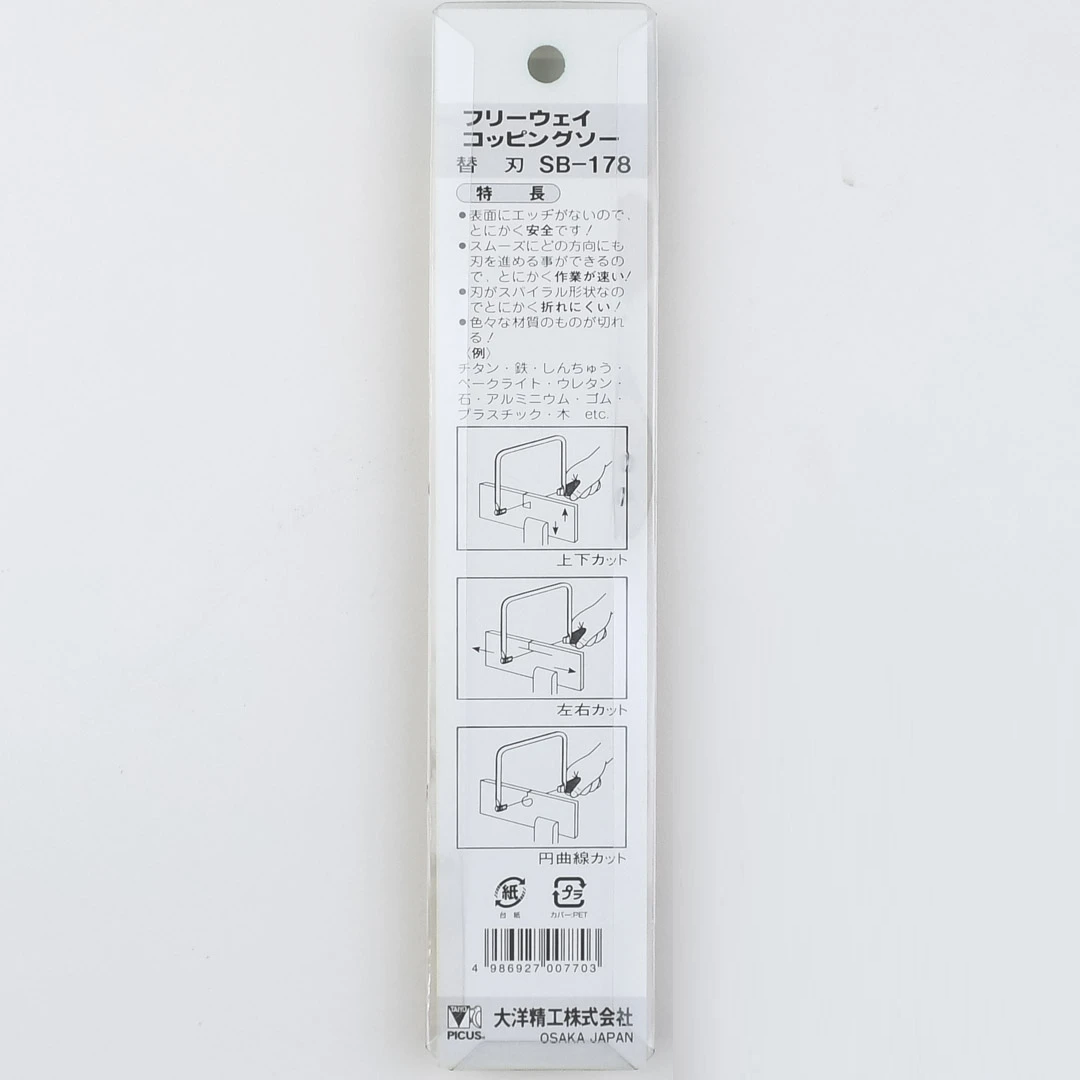 フリーウェイ
コッピングソー
替 刃 SB-178
特 長
●表面にエッヂがないので、
とにかく安全です!
●スムーズにどの方向にも
刃を進める事ができるの
で、とにかく作業が速い!
●刃がスパイラル形状なの
でとにかく折れにくい!
●色々な材質のものが切れ
る!
(例)
チタン・鉄・しんちゅう・
ベークライト・ウレタン・
石・アルミニウム・ゴム・
プラスチック・木 etc.
上下カット
左右カット
円曲線カット
紙
プラ
台 紙
カバー:PET
4 986927 007703
TAIYO
PICUS
大洋精工株式会社
OSAKA JAPAN